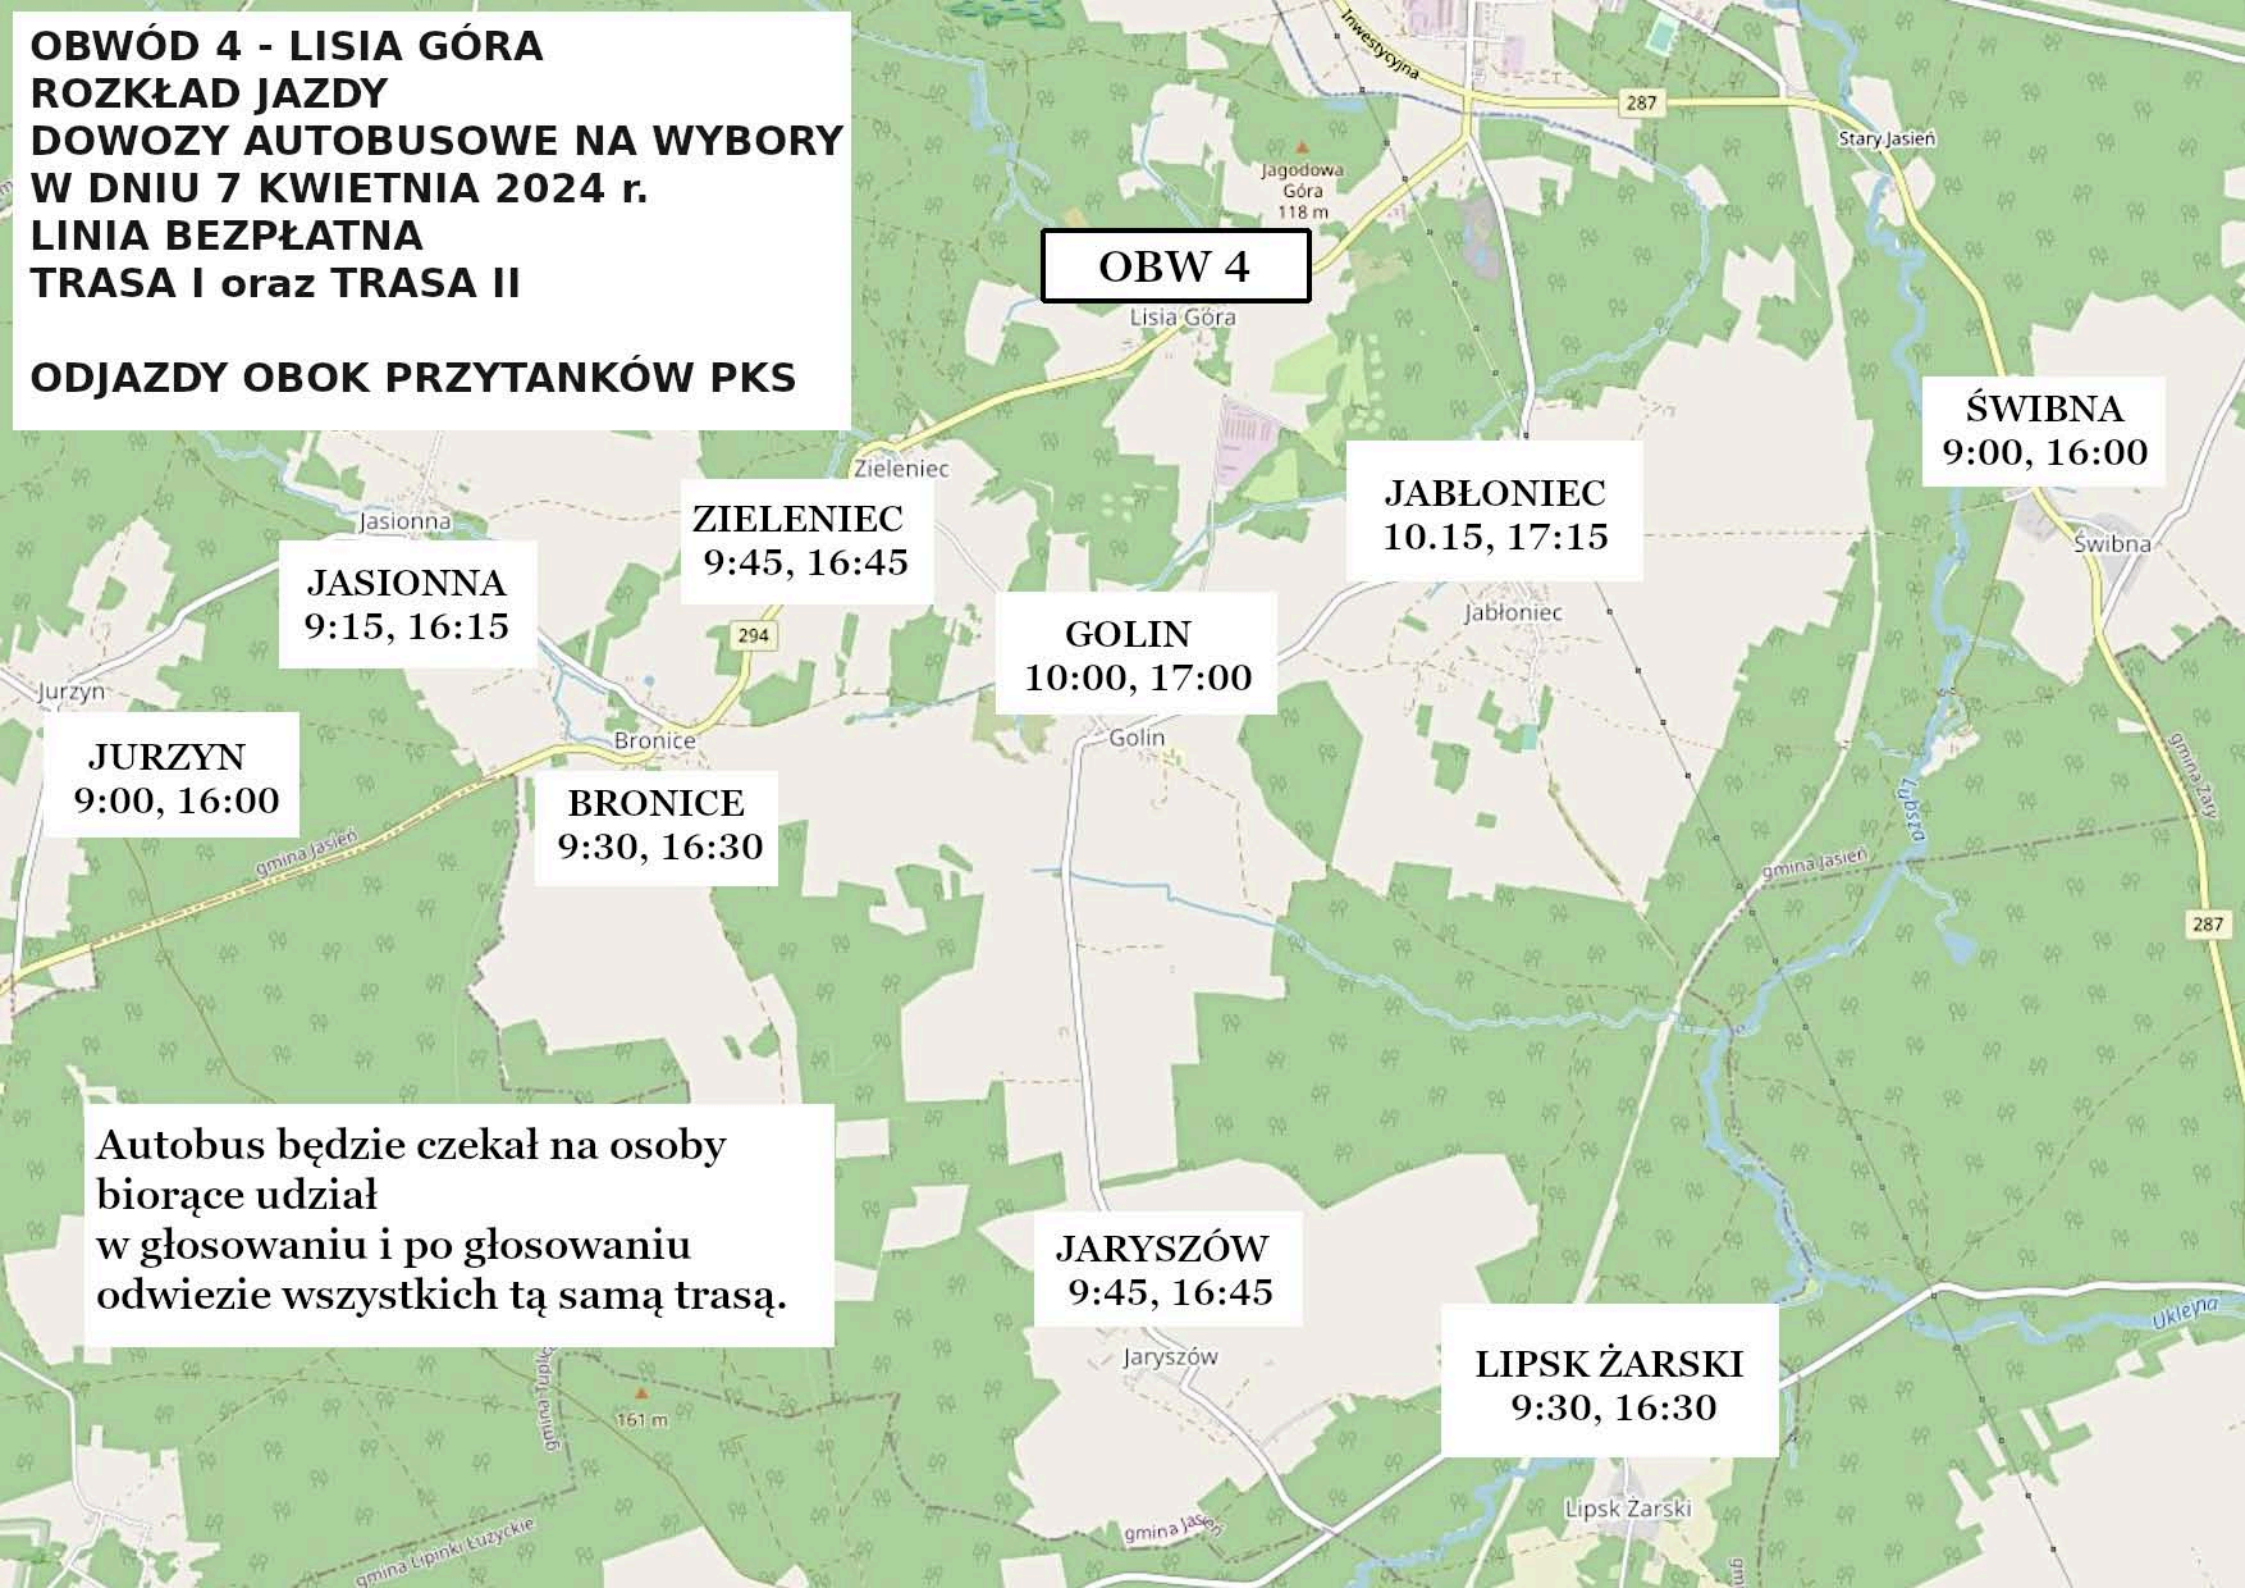 OBWÓD 4 - LISIA GÓRA
ROZKŁAD JAZDY
DOWOZY AUTOBUSOWE NA WYBORY
W DNIU 7 KWIETNIA 2024 r.
LINIA BEZPŁATNA
TRASA I oraz TRASA II
ODJAZDY OBOK PRZYTANKÓW PKS
Inwestycyjna
287
Stary Jasień
Jagodowa
Góra
118 m
OBW 4
Lisia Góra
ŚWIBNA
9:00, 16:00
Zieleniec
ZIELENIEC
9:45, 16:45
JABŁONIEC
10.15, 17:15
Jasionna
JASIONNA
9:15, 16:15
Świbna
Jabłoniec
294
GOLIN
10:00, 17:00
Jurzyn
JURZYN
9:00, 16:00
Bronice
Golin
BRONICE
9:30, 16:30
gmina Jasień
gmina Żary
Lubsza
gmina Jasień
287
Autobus będzie czekał na osoby
biorące udział
w głosowaniu i po głosowaniu
odwiezie wszystkich tą samą trasą.
JARYSZÓW
9:45, 16:45
Jaryszów
LIPSK ŻARSKI
9:30, 16:30
Uklejna
161 m
Lipsk Żarski
gmina Jasień
gmina Lipinki Łużyckie